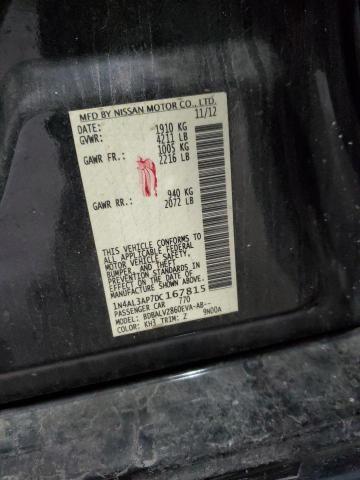 MFD BY NISSAN MOTOR CO., LTD.
DATE: 11/12
GVWR: 1910 KG
4211 LB
GAWR FR.: 1005 KG
2216 LB
GAWR RR.: 940 KG
2072 LB
THIS VEHICLE CONFORMS TO
ALL APPLICABLE FEDERAL
MOTOR VEHICLE SAFETY,
BUMPER, AND THEFT
PREVENTION STANDARDS IN
EFFECT ON THE DATE OF
MANUFACTURE SHOWN ABOVE.
1N4AL3AP7DC167815
PASSENGER CAR /70
MODEL: BDBALVZ860EVA-AB--
COLOR: KH3 TRIM: Z 9N00A